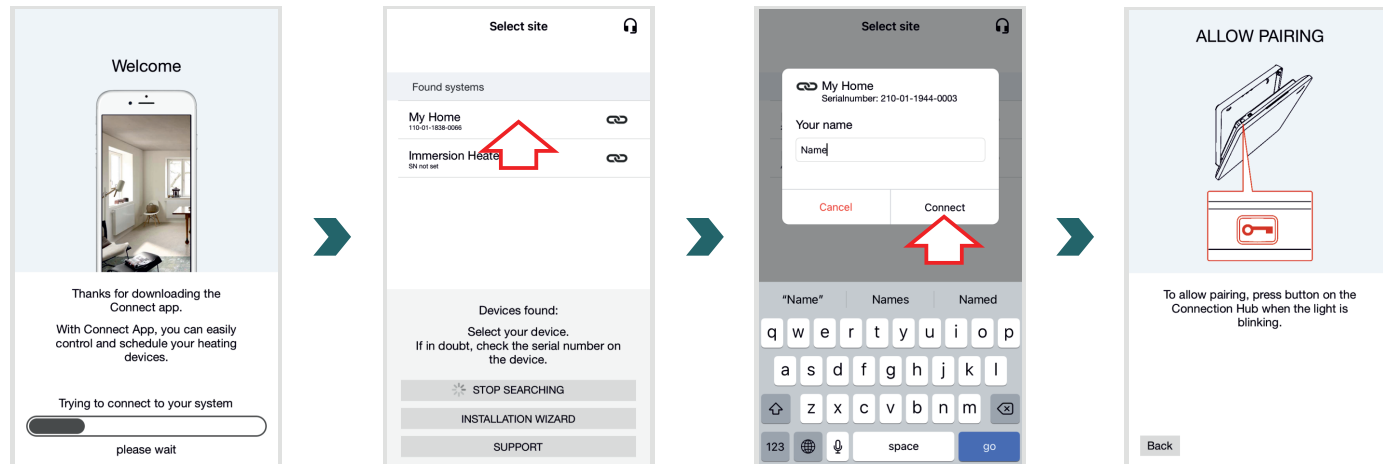 Welcome
Thanks for downloading the
Connect app.
With Connect App, you can easily
control and schedule your heating
devices.
Trying to connect to your system
please wait
Select site
Found systems
My Home
110-01-1838-0066
Immersion Heate
SN not set
Devices found:
Select your device.
If in doubt, check the serial number on
the device.
STOP SEARCHING
INSTALLATION WIZARD
SUPPORT
Select site
My Home
Serialnumber: 210-01-1944-0003
Your name
Name
Cancel Connect
"Name" Names Named
q w e r t y u i o p
a s d f g h j k l
z x c v b n m
123 space go
ALLOW PAIRING
To allow pairing, press button on the
Connection Hub when the light is
blinking.
Back